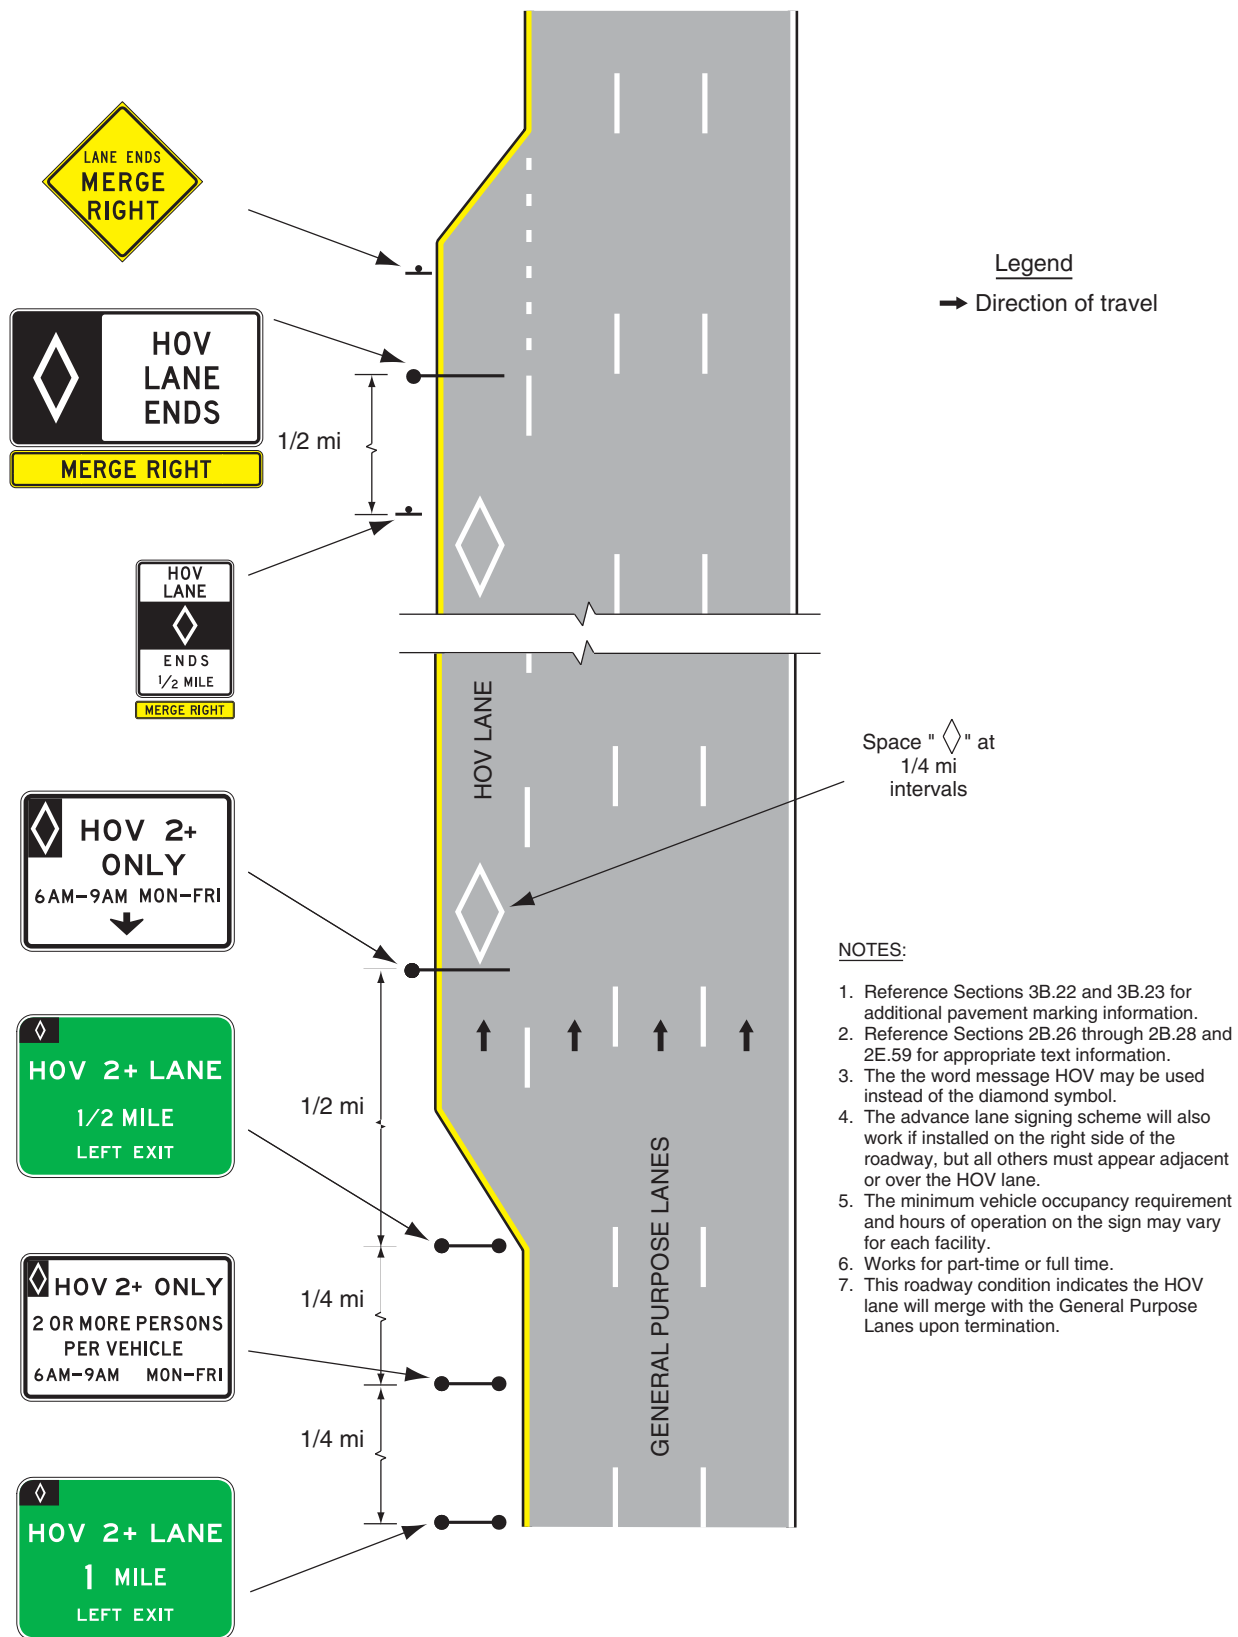 LANE ENDS
MERGE
RIGHT
HOV
LANE
ENDS
MERGE RIGHT
1/2 mi
HOV
LANE
ENDS
1/2 MILE
MERGE RIGHT
Legend
Direction of travel
HOV LANE
Space " " at
1/4 mi
intervals
HOV 2+
ONLY
6AM–9AM MON–FRI
HOV 2+ LANE
1/2 MILE
LEFT EXIT
1/2 mi
HOV 2+ ONLY
2 OR MORE PERSONS
PER VEHICLE
6AM–9AM MON–FRI
1/4 mi
1/4 mi
HOV 2+ LANE
1 MILE
LEFT EXIT
GENERAL PURPOSE LANES
NOTES:
1. Reference Sections 3B.22 and 3B.23 for
additional pavement marking information.
2. Reference Sections 2B.26 through 2B.28 and
2E.59 for appropriate text information.
3. The the word message HOV may be used
instead of the diamond symbol.
4. The advance lane signing scheme will also
work if installed on the right side of the
roadway, but all others must appear adjacent
or over the HOV lane.
5. The minimum vehicle occupancy requirement
and hours of operation on the sign may vary
for each facility.
6. Works for part-time or full time.
7. This roadway condition indicates the HOV
lane will merge with the General Purpose
Lanes upon termination.